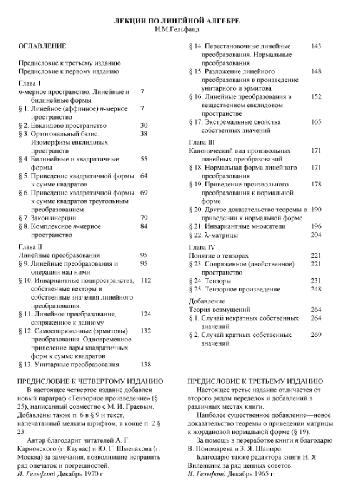 ЛЕКЦИИ ПО ЛИНЕЙНОЙ АЛГЕБРЕ
И.М.Гельфанд
ОГЛАВЛЕНИЕ
Предисловие к третьему изданию
Предисловие к первому изданию
Глава I
n-мерное пространство. Линейные и 7
билинейные формы
§ 1. Линейное (аффинное) n-мерное 7
пространство
§ 2. Евклидово пространство 30
§ 3. Ортогональный базис. 38
Изоморфизм евклидовых
пространств
§ 4. Билинейные и квадратичные 55
формы
§ 5. Приведение квадратичной формы 64
к сумме квадратов
§ 6. Приведение квадратичной формы 69
к сумме квадратов треугольным
преобразованием
§ 7. Закон инерции 79
§ 8. Комплексное n-мерное 84
пространство
Глава II
Линейные преобразования 95
§ 9. Линейные преобразования и 95
операции над ними
§ 10. Инвариантные подпространства, 112
собственные векторы и
собственные значения линейного
преобразования.
§ 11. Линейное преобразование, 124
сопряженное к данному
§ 12. Самосопряженные (эрмитовы) 132
преобразования. Одновременное
приведение пары квадратичных
форм к сумме квадратов
§ 13. Унитарные преобразования 138
§ 14. Перестановочные линейные 143
преобразования. Нормальные
преобразования
§ 15. Разложение линейного 148
преобразования в произведение
унитарного и эрмитова
§ 16. Линейные преобразования в 152
вещественном евклидовом
пространстве
§ 17. Экстремальные свойства 165
собственных значений
Глава III
Канонический вид произвольных 171
линейных преобразований
§ 18. Нормальная форма линейного 171
преобразования
§ 19. Приведение произвольного 178
преобразования к нормальной
форме
§ 20. Другое доказательство теоремы о 190
приведении к нормальной форме
§ 21. Инвариантные множители 196
§ 22. λ-матрицы 204
Глава IV
Понятие о тензорах 221
§ 23. Сопряженное (двойственное) 221
пространство
§ 24. Тензоры 231
§ 25. Тензорное произведение 248
Добавление
Теория возмущений 264
§ 1. Случай некратных собственных 264
значений
§ 2. Случай кратных собственных 269
значений
ПРЕДИСЛОВИЕ К ЧЕТВЕРТОМУ ИЗДАНИЮ
В настоящее четвертое издание добавлен
новый параграф «Тензорное произведение» (§
25), написанный совместно с М. И. Граевым.
Добавлены также п. 6 в § 9 и текст,
напечатанный мелким шрифтом, в конце п. 2 §
23
Автор благодарит читателей А. Г.
(г. Каунас) и Ю. Г. (г.
Москва) за замечания, позволившие исправить
ряд опечаток и погрешностей.
И. Гельфанд Декабрь 1970 г
ПРЕДИСЛОВИЕ К ТРЕТЬЕМУ ИЗДАНИЮ
Настоящее третье издание отличается от
второго рядом переделок и добавлений в
различных местах книги.
Наиболее существенное добавление—новое
доказательство теоремы о приведении матрицы
к жордановой нормальной форме (§ 19).
За помощь в переработке книги я благодарю
В. Пономарева и З. Я. Шапиро
Благодарю также редактора книги Н. Я.
Виленкина за ряд ценных советов.
И. Гельфанд Декабрь 1965 г